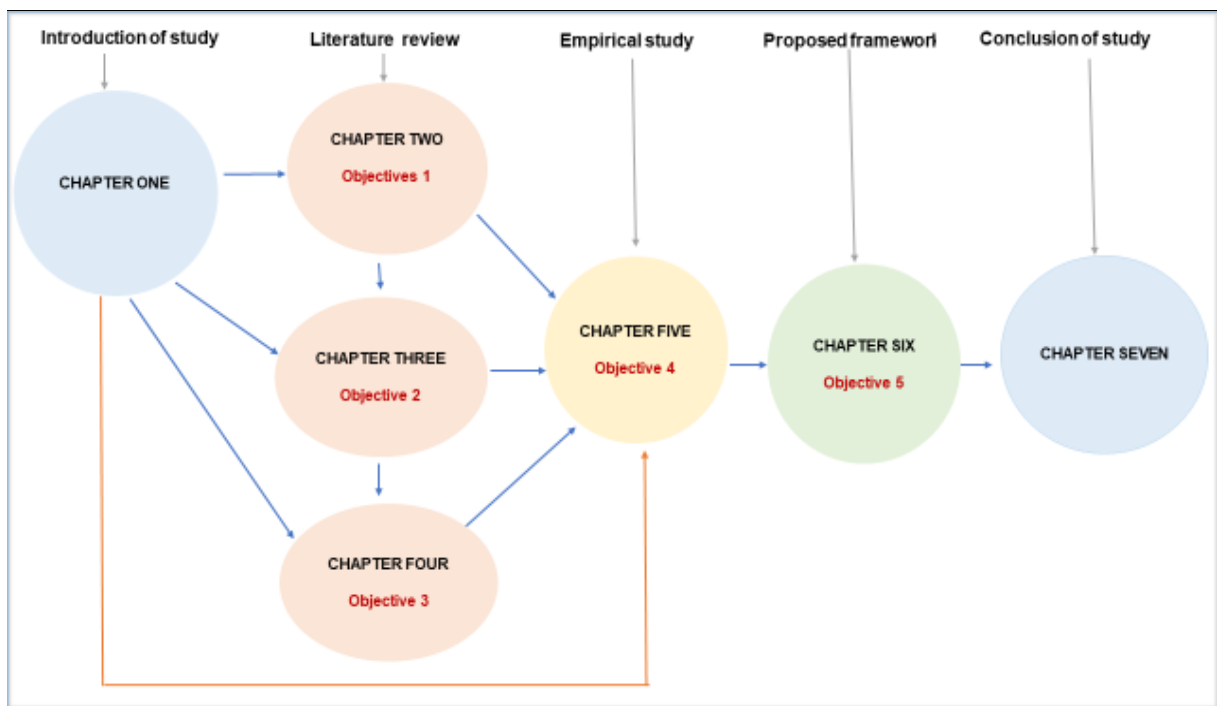 Introduction of study
Literature review
Empirical study
Proposed framewori
Conclusion of study
CHAPTER ONE
CHAPTER TWO
Objectives 1
CHAPTER THREE
Objective 2
CHAPTER FOUR
Objective 3
CHAPTER FIVE
Objective 4
CHAPTER SIX
Objective 5
CHAPTER SEVEN